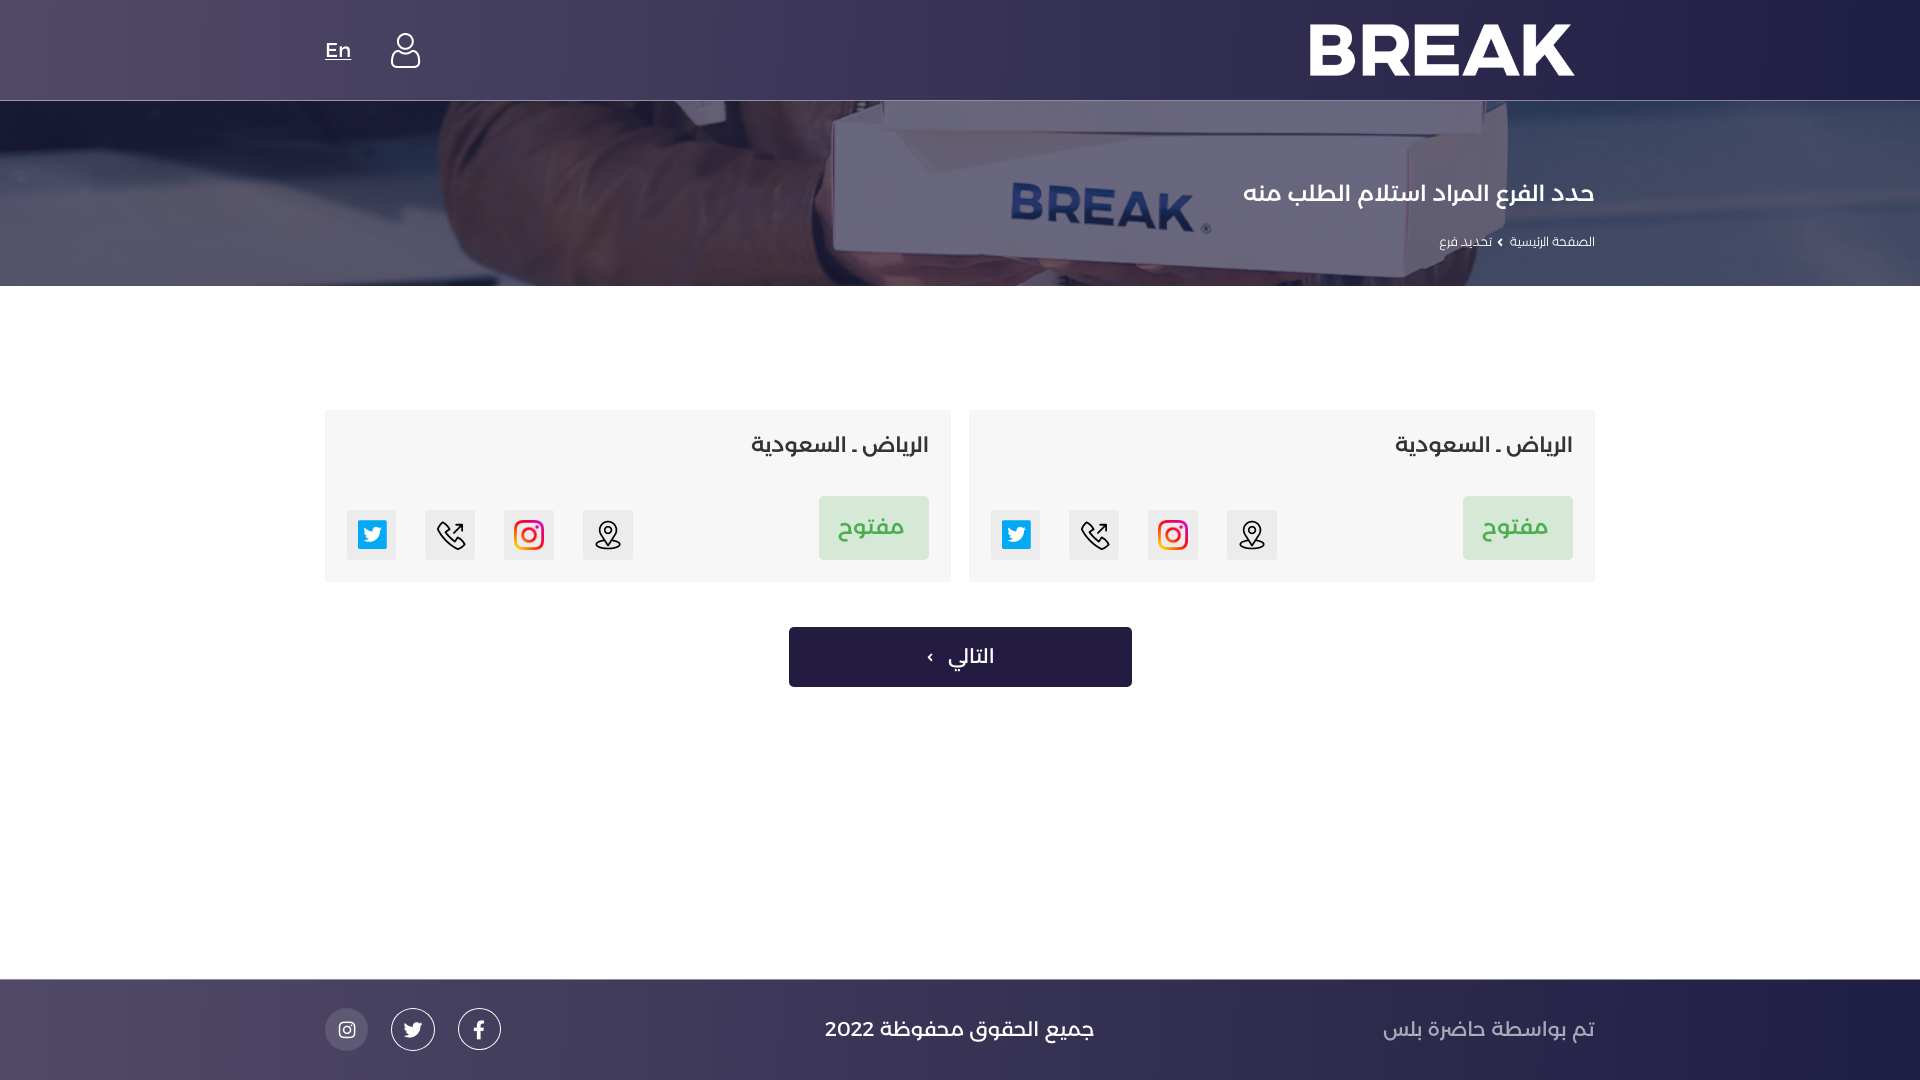 BREAK
En
حدد الفرع المراد استلام الطلب منه
BREAK ®
الصفحة الرئيسية › تحديد فرع
الرياض ـ السعودية
مفتوح
الرياض ـ السعودية
مفتوح
التالي ›
تم بواسطة حاضرة بلس
جميع الحقوق محفوظة 2022